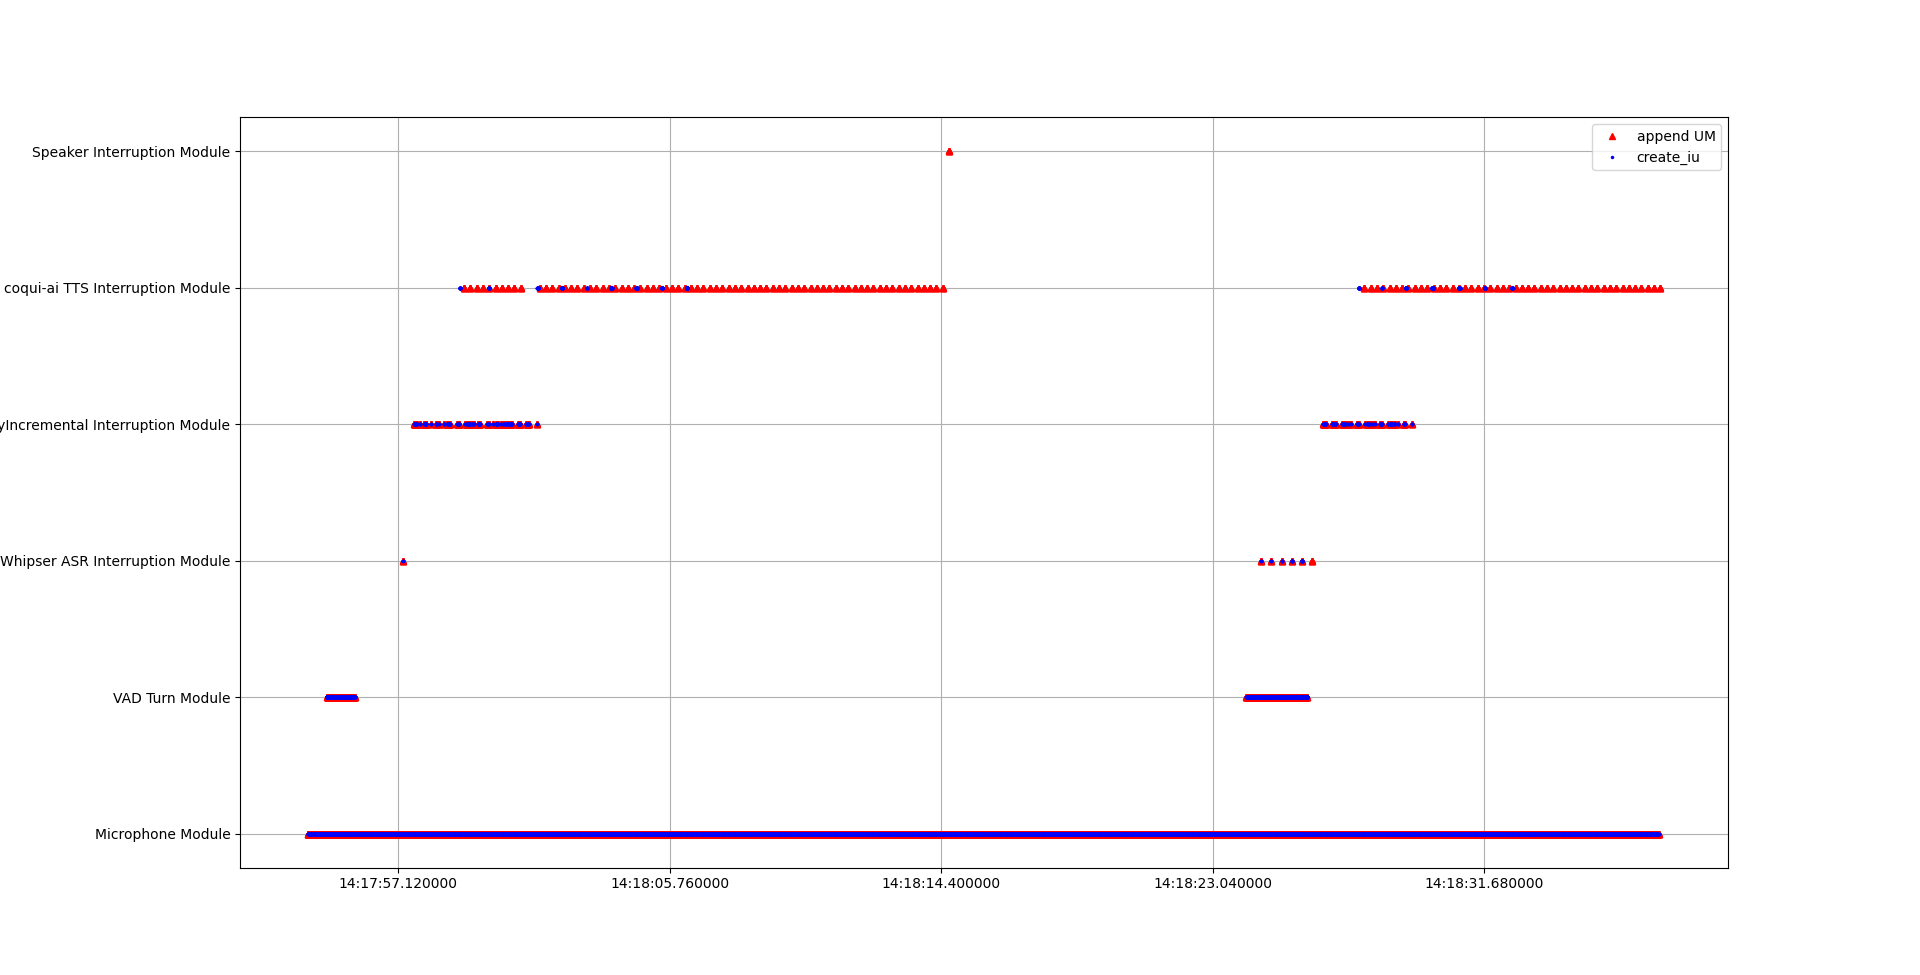 Speaker Interruption Module
append UM
create_iu
coqui-ai TTS Interruption Module
yIncremental Interruption Module
Whipser ASR Interruption Module
VAD Turn Module
Microphone Module
14:17:57.120000
14:18:05.760000
14:18:14.400000
14:18:23.040000
14:18:31.680000